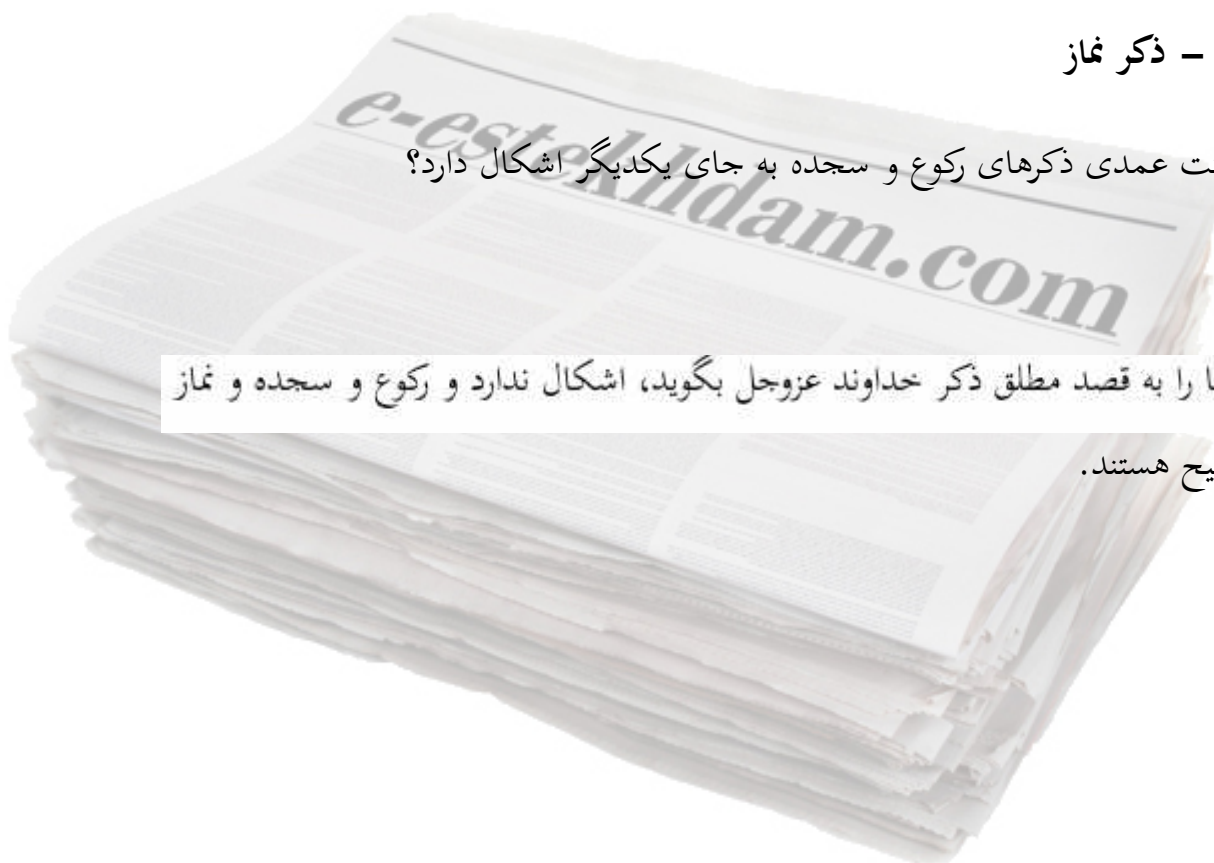 – ذکر نماز
عمدی ذکرهای رکوع و سجده به جای یکدیگر اشکال دارد؟
e-estekhdam.com
را به قصد مطلق ذکر خداوند عزوجل بگوید، اشکال ندارد و رکوع و سجده و نماز
هستند.